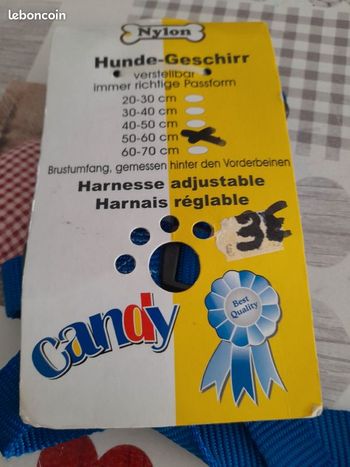 leboncoin
Nylon
Hunde-Geschirr
verstellbar
immer richtige Passform
20-30 cm
30-40 cm
40-50 cm
50-60 cm
60-70 cm
Brustumfang, gemessen hinter den Vorderbeinen
Harnesse adjustable
Harnais réglable
3€
candy
Best
Quality